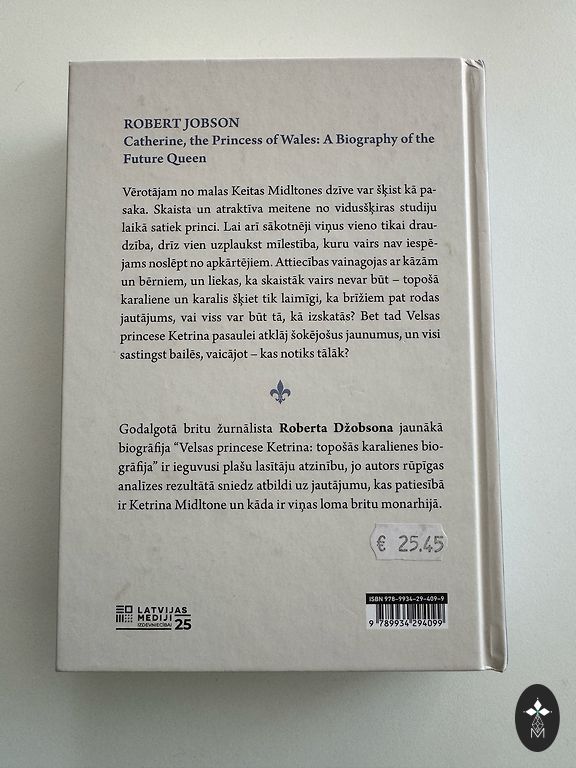 ROBERT JOBSON
Catherine, the Princess of Wales: A Biography of the
Future Queen
Vērotājam no malas Keitas Midltones dzīve var šķist kā pa-
saka. Skaista un atraktīva meitene no vidusšķiras studiju
laikā satiek princi. Lai arī sākotnēji viņus vieno tikai drau-
dzība, drīz vien uzplaukst mīlestība, kuru vairs nav iespē-
jams noslēpt no apkārtējiem. Attiecības vainagojas ar kāzām
un bērniem, un liekas, ka skaistāk vairs nevar būt – topošā
karaliene un karalis šķiet tik laimīgi, ka brīžiem pat rodas
jautājums, vai viss var būt tā, kā izskatās? Bet tad Velsas
princese Ketrina pasaulei atklāj šokējošus jaunumus, un visi
sastingst bailēs, vaicājot – kas notiks tālāk?
Godalgotā britu žurnālista Roberta Džobsona jaunākā
biogrāfija “Velsas princese Ketrina: topošās karalienes bio-
grāfija” ir ieguvusi plašu lasītāju atzinību, jo autors rūpīgas
analīzes rezultātā sniedz atbildi uz jautājumu, kas patiesībā
ir Ketrina Midltone un kāda ir viņas loma britu monarhijā.
€ 25.45
ISBN 978-9934-29-409-9
9 789934 294099
LATVIJAS
MEDIJI
IZDEVNIECĪBAI 25
M